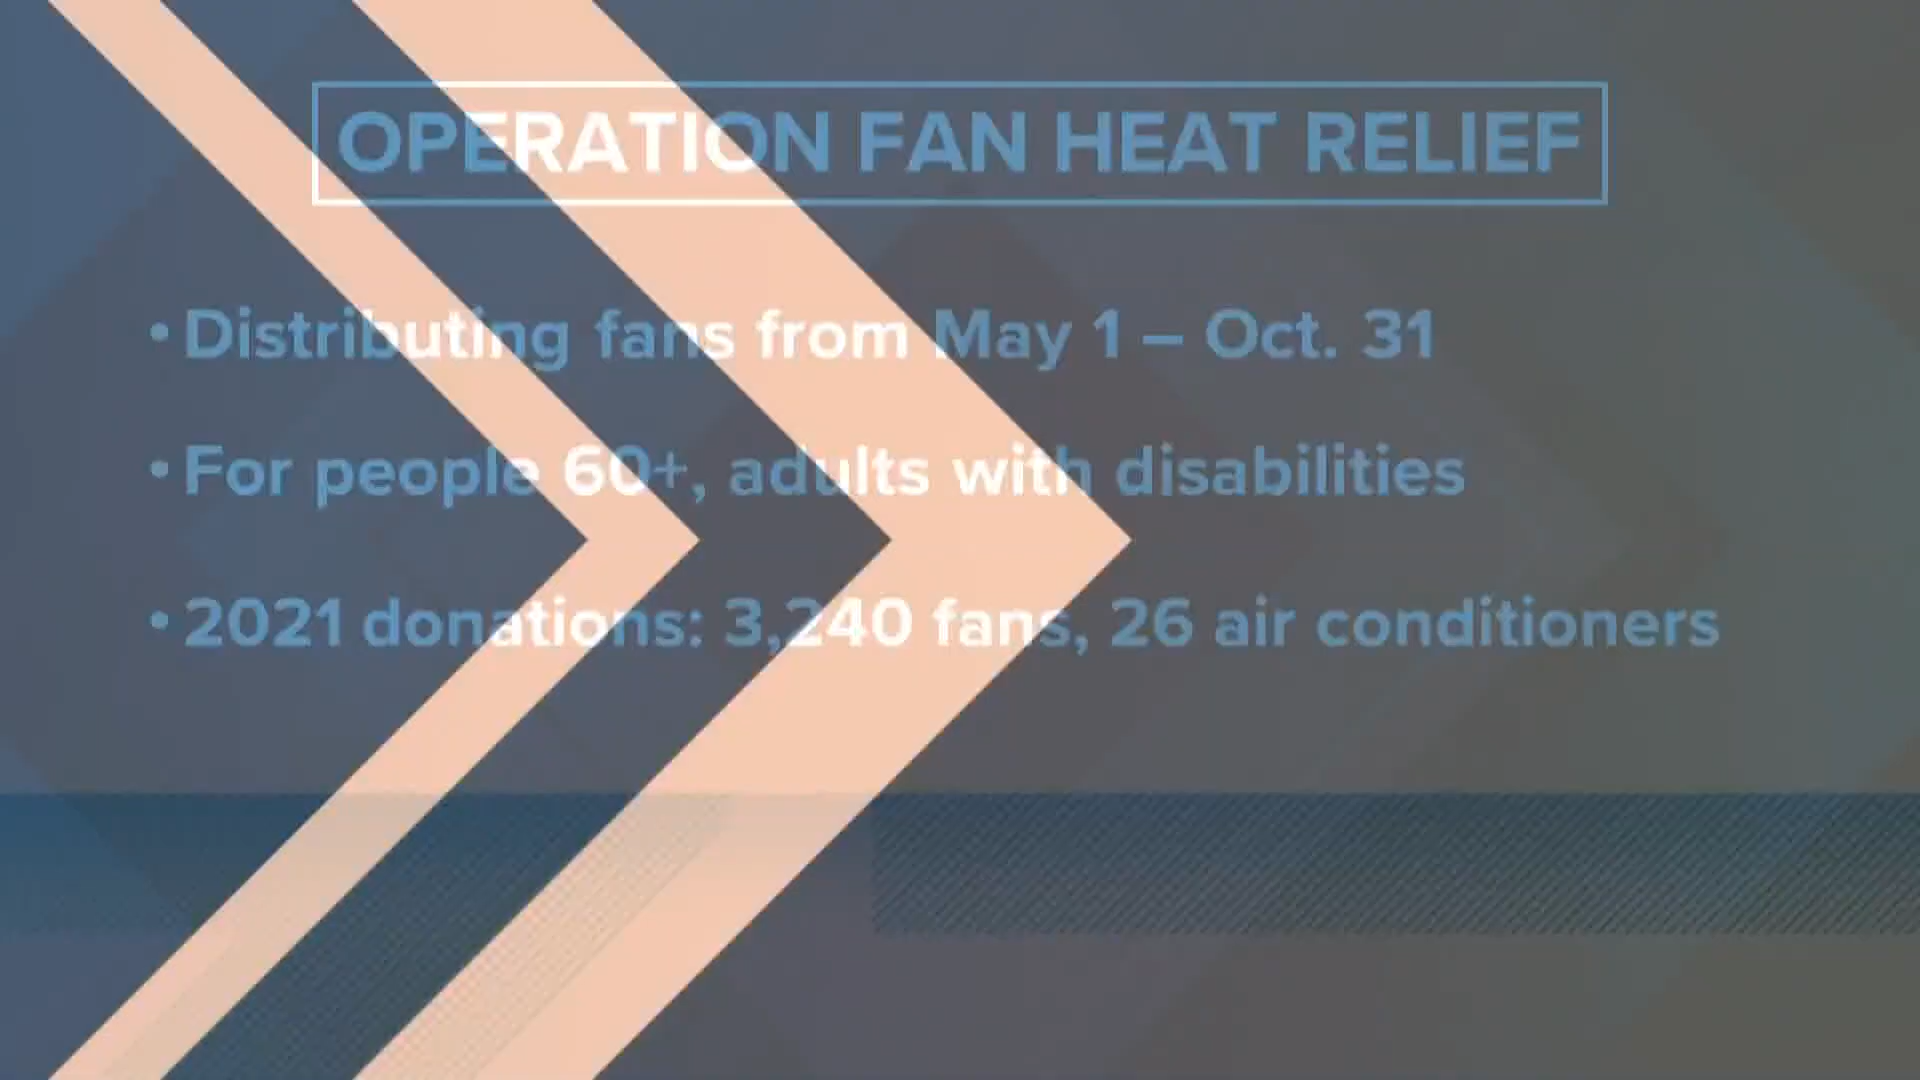 OPERATION FAN HEAT RELIEF
• Distributing fans from May 1 – Oct. 31
• For people 60+, adults with disabilities
• 2021 donations: 3,240 fans, 26 air conditioners